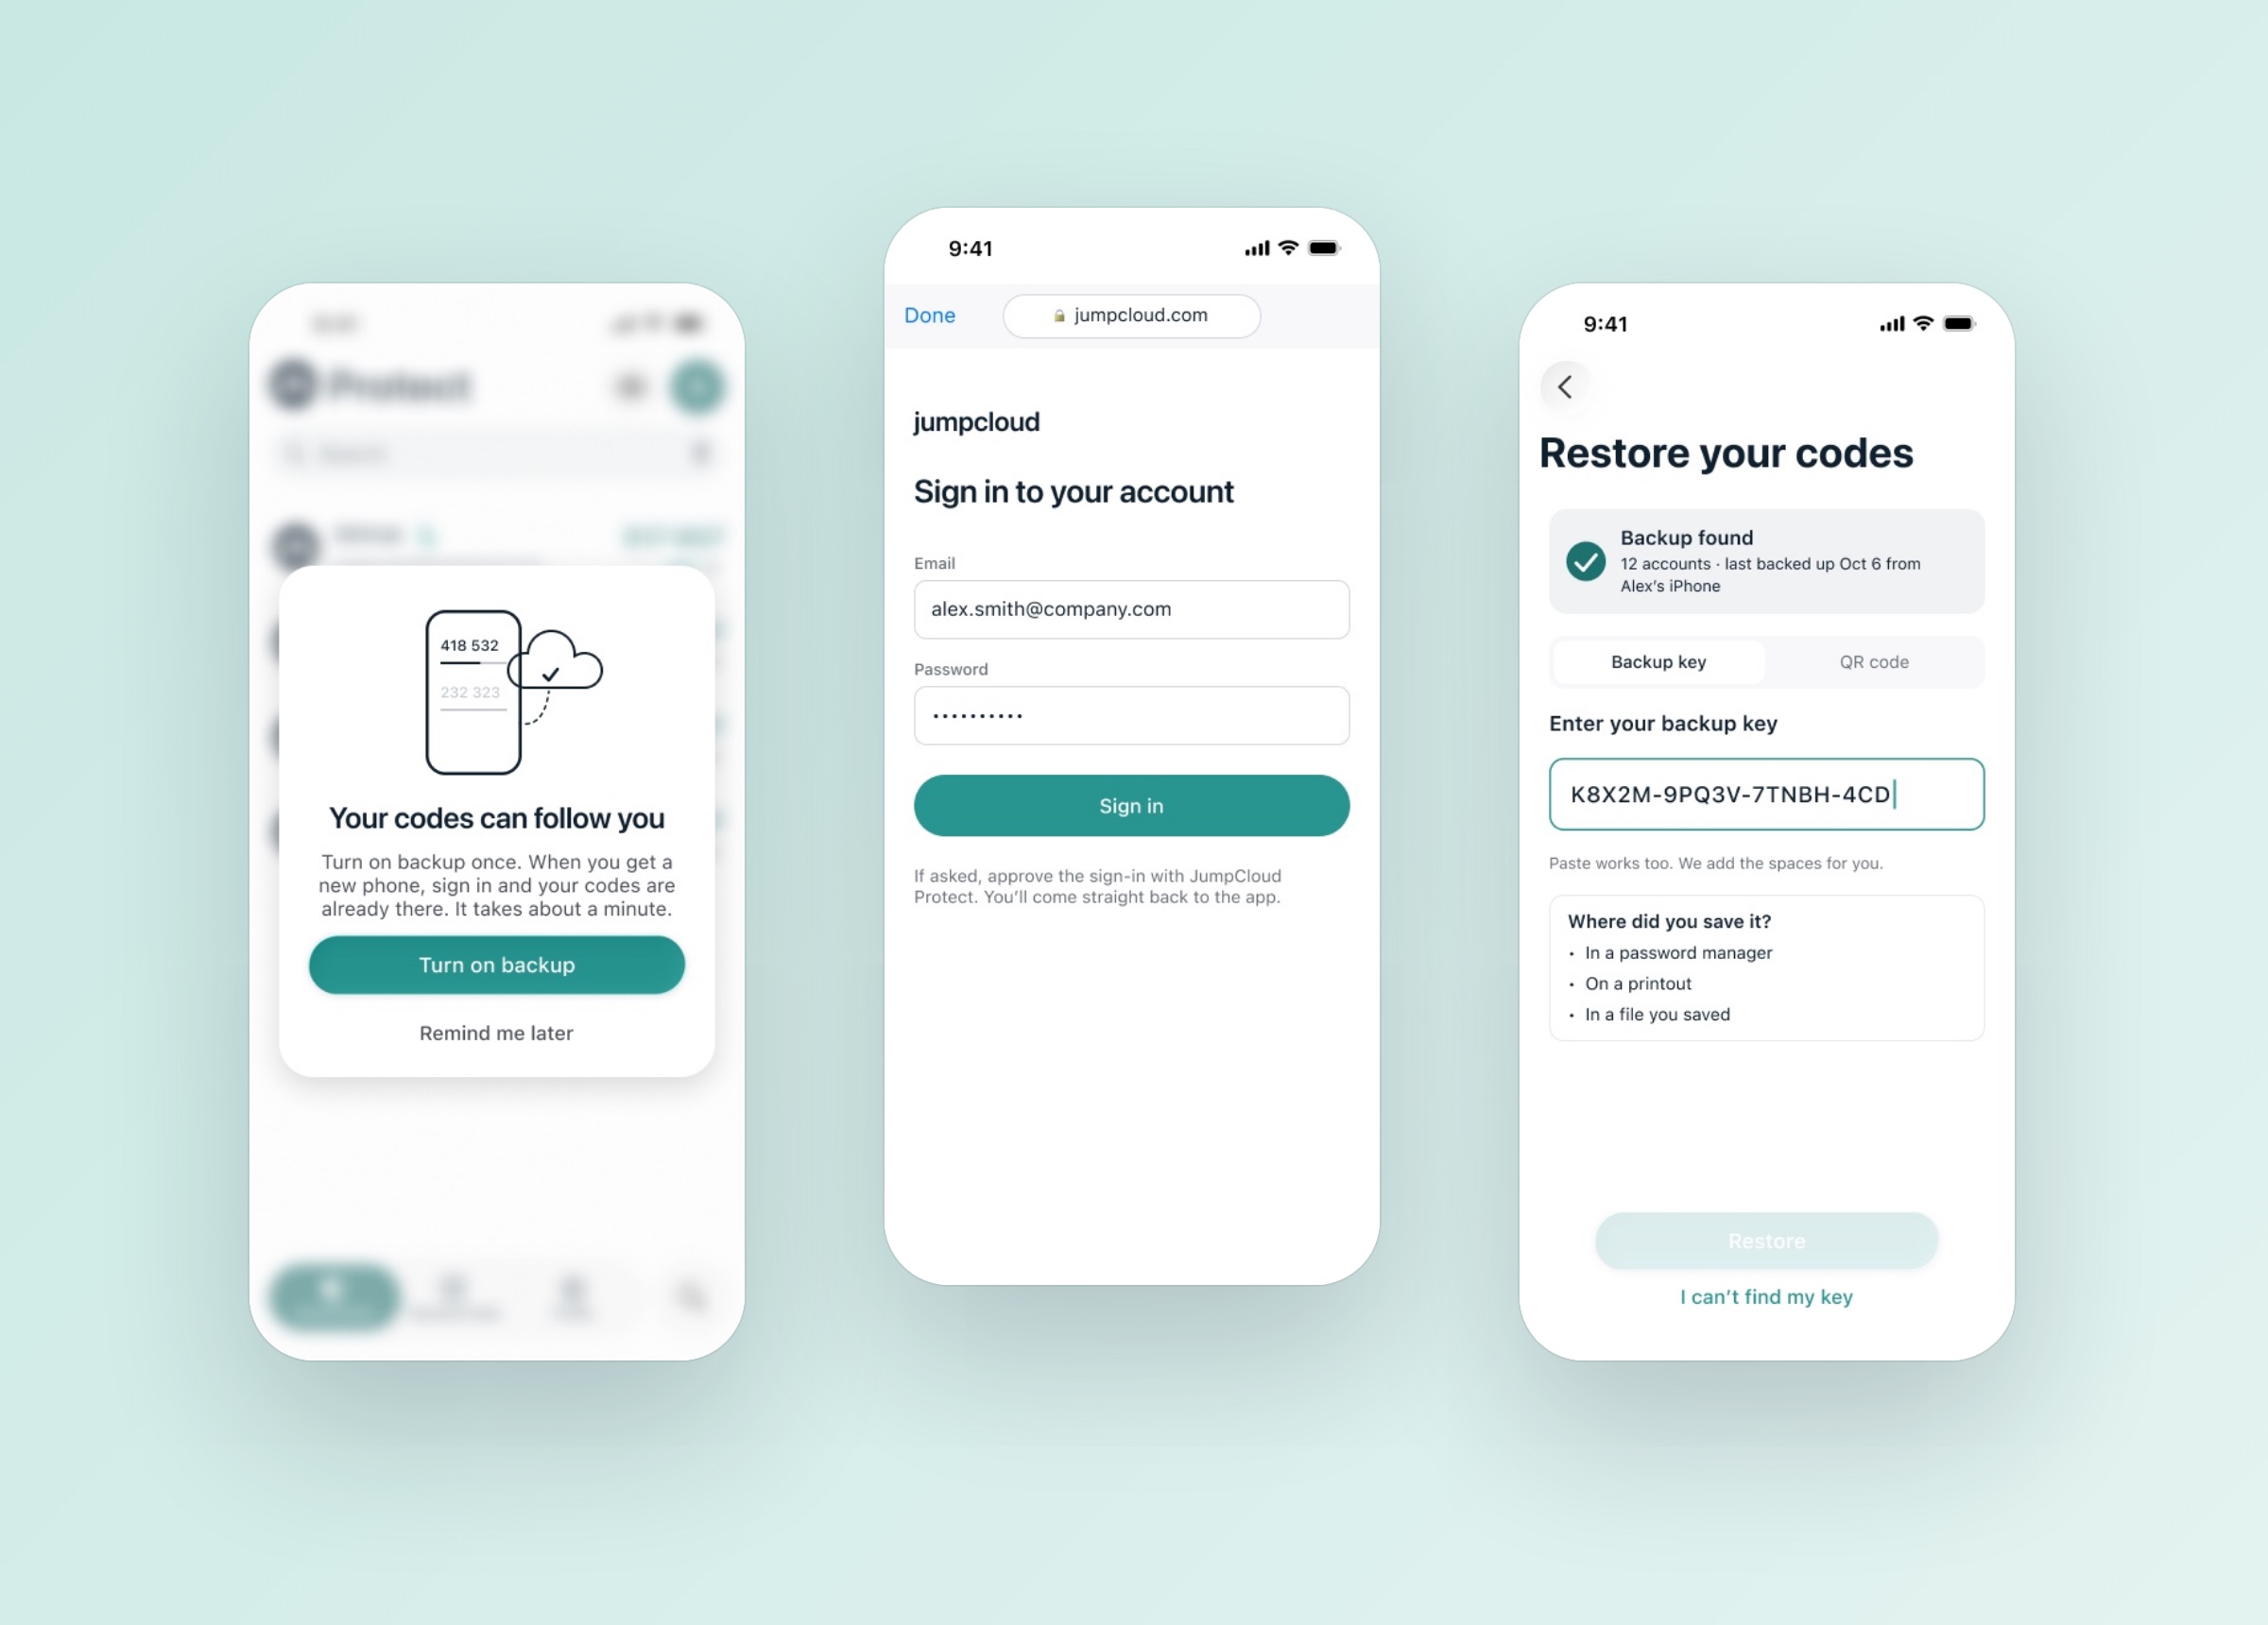 418 532
232 323
Your codes can follow you
Turn on backup once. When you get a
new phone, sign in and your codes are
already there. It takes about a minute.
Turn on backup
Remind me later
9:41
Done
jumpcloud.com
jumpcloud
Sign in to your account
Email
alex.smith@company.com
Password
••••••••••
Sign in
If asked, approve the sign-in with JumpCloud
Protect. You’ll come straight back to the app.
9:41
Restore your codes
Backup found
12 accounts · last backed up Oct 6 from
Alex’s iPhone
Backup key
QR code
Enter your backup key
K8X2M-9PQ3V-7TNBH-4CD
Paste works too. We add the spaces for you.
Where did you save it?
• In a password manager
• On a printout
• In a file you saved
Restore
I can’t find my key